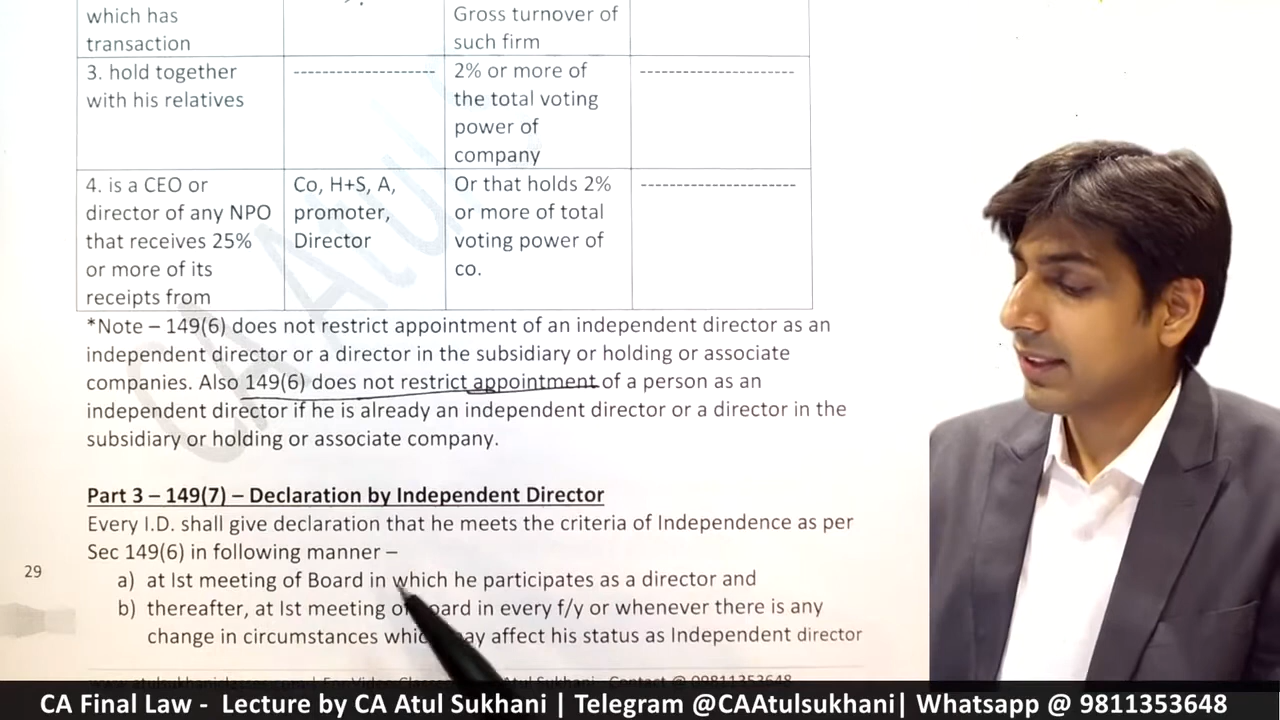 which has
transaction
Gross turnover of
such firm
3. hold together
with his relatives
--------------------
2% or more of
the total voting
power of
company
----------------------
4. is a CEO or
director of any NPO
that receives 25%
or more of its
receipts from
Co, H+S, A,
promoter,
Director
Or that holds 2%
or more of total
voting power of
co.
----------------------
*Note – 149(6) does not restrict appointment of an independent director as an
independent director or a director in the subsidiary or holding or associate
companies. Also 149(6) does not restrict appointment of a person as an
independent director if he is already an independent director or a director in the
subsidiary or holding or associate company.
Part 3 – 149(7) – Declaration by Independent Director
Every I.D. shall give declaration that he meets the criteria of Independence as per
Sec 149(6) in following manner –
29
a) at Ist meeting of Board in which he participates as a director and
b) thereafter, at Ist meeting of Board in every f/y or whenever there is any
change in circumstances which may affect his status as Independent director
CA Atul
Sukhani Contact @ 09811353648
CA Final Law - Lecture by CA Atul Sukhani | Telegram @CAAtulsukhani| Whatsapp @ 9811353648